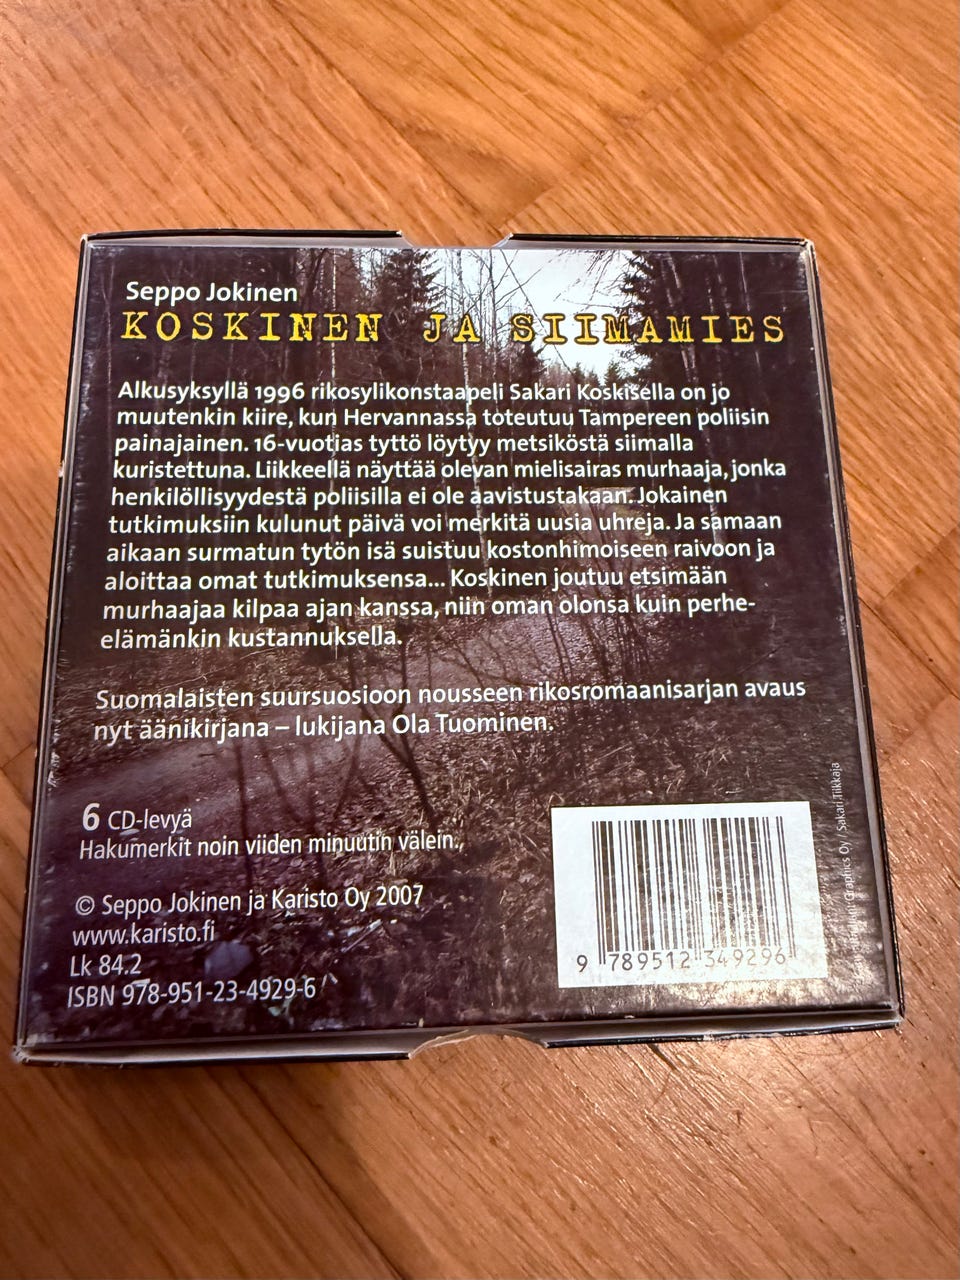 Seppo Jokinen
KOSKINEN JA SIIMAMIES
Alkusyksyllä 1996 rikosylikonstaapeli Sakari Koskisella on jo
muutenkin kiire, kun Hervannassa toteutuu Tampereen poliisin
painajainen. 16-vuotias tyttö löytyy metsiköstä siimalla
kuristettuna. Liikkeellä näyttää olevan mielisairas murhaaja, jonka
henkilöllisyydestä poliisilla ei ole aavistustakaan. Jokainen
tutkimuksiin kulunut päivä voi merkitä uusia uhreja. Ja samaan
aikaan surmatun tytön isä suistuu kostonhimoiseen raivoon ja
aloittaa omat tutkimuksensa... Koskinen joutuu etsimään
murhaajaa kilpaa ajan kanssa, niin oman olonsa kuin perhe-
elämänkin kustannuksella.
Suomalaisten suursuosioon nousseen rikosromaanisarjan avaus
nyt äänikirjana – lukijana Ola Tuominen.
6 CD-levyä
Hakumerkit noin viiden minuutin välein.
© Seppo Jokinen ja Karisto Oy 2007
www.karisto.fi
Lk 84.2
ISBN 978-951-23-4929-6
9 789512 349296
Graphics Oy / Sakari Tiikkaja